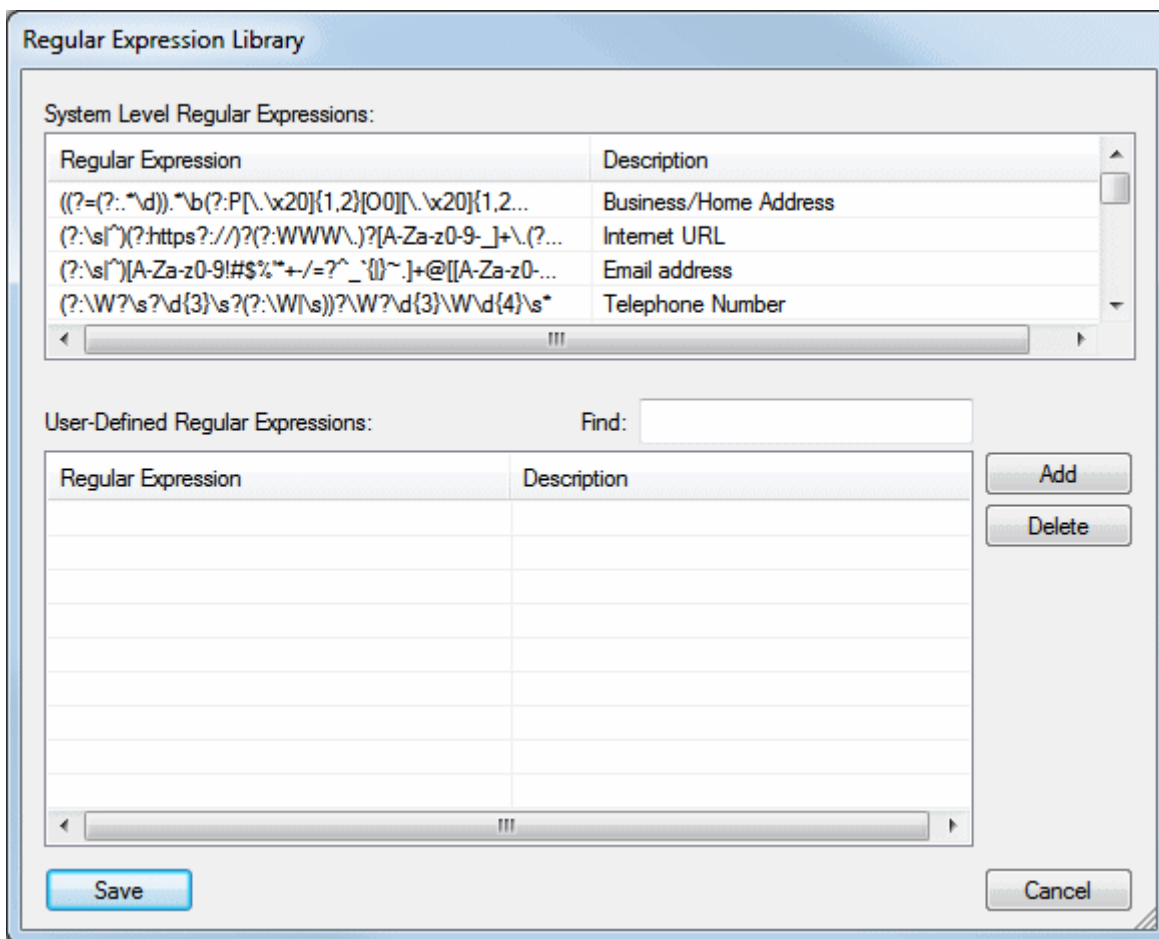 Regular Expression Library
System Level Regular Expressions:
Regular Expression Description
((?=(?:.*\d)).*\b(?:P[\.\x20]{1,2}[O0][\.\x20]{1,2... Business/Home Address
(?:\s|^)(?:https?://)?(?:WWW\.)?[A-Za-z0-9-_]+\.(?... Internet URL
(?:\s|^)[A-Za-z0-9!#$%'*+-/=?^_`{|}~.]+@[[A-Za-z0-... Email address
(?:\W?\s?\d{3}\s?(?:\W|\s))?\W?\d{3}\W\d{4}\s* Telephone Number
User-Defined Regular Expressions: Find:
Regular Expression Description
Add
Delete
Save Cancel